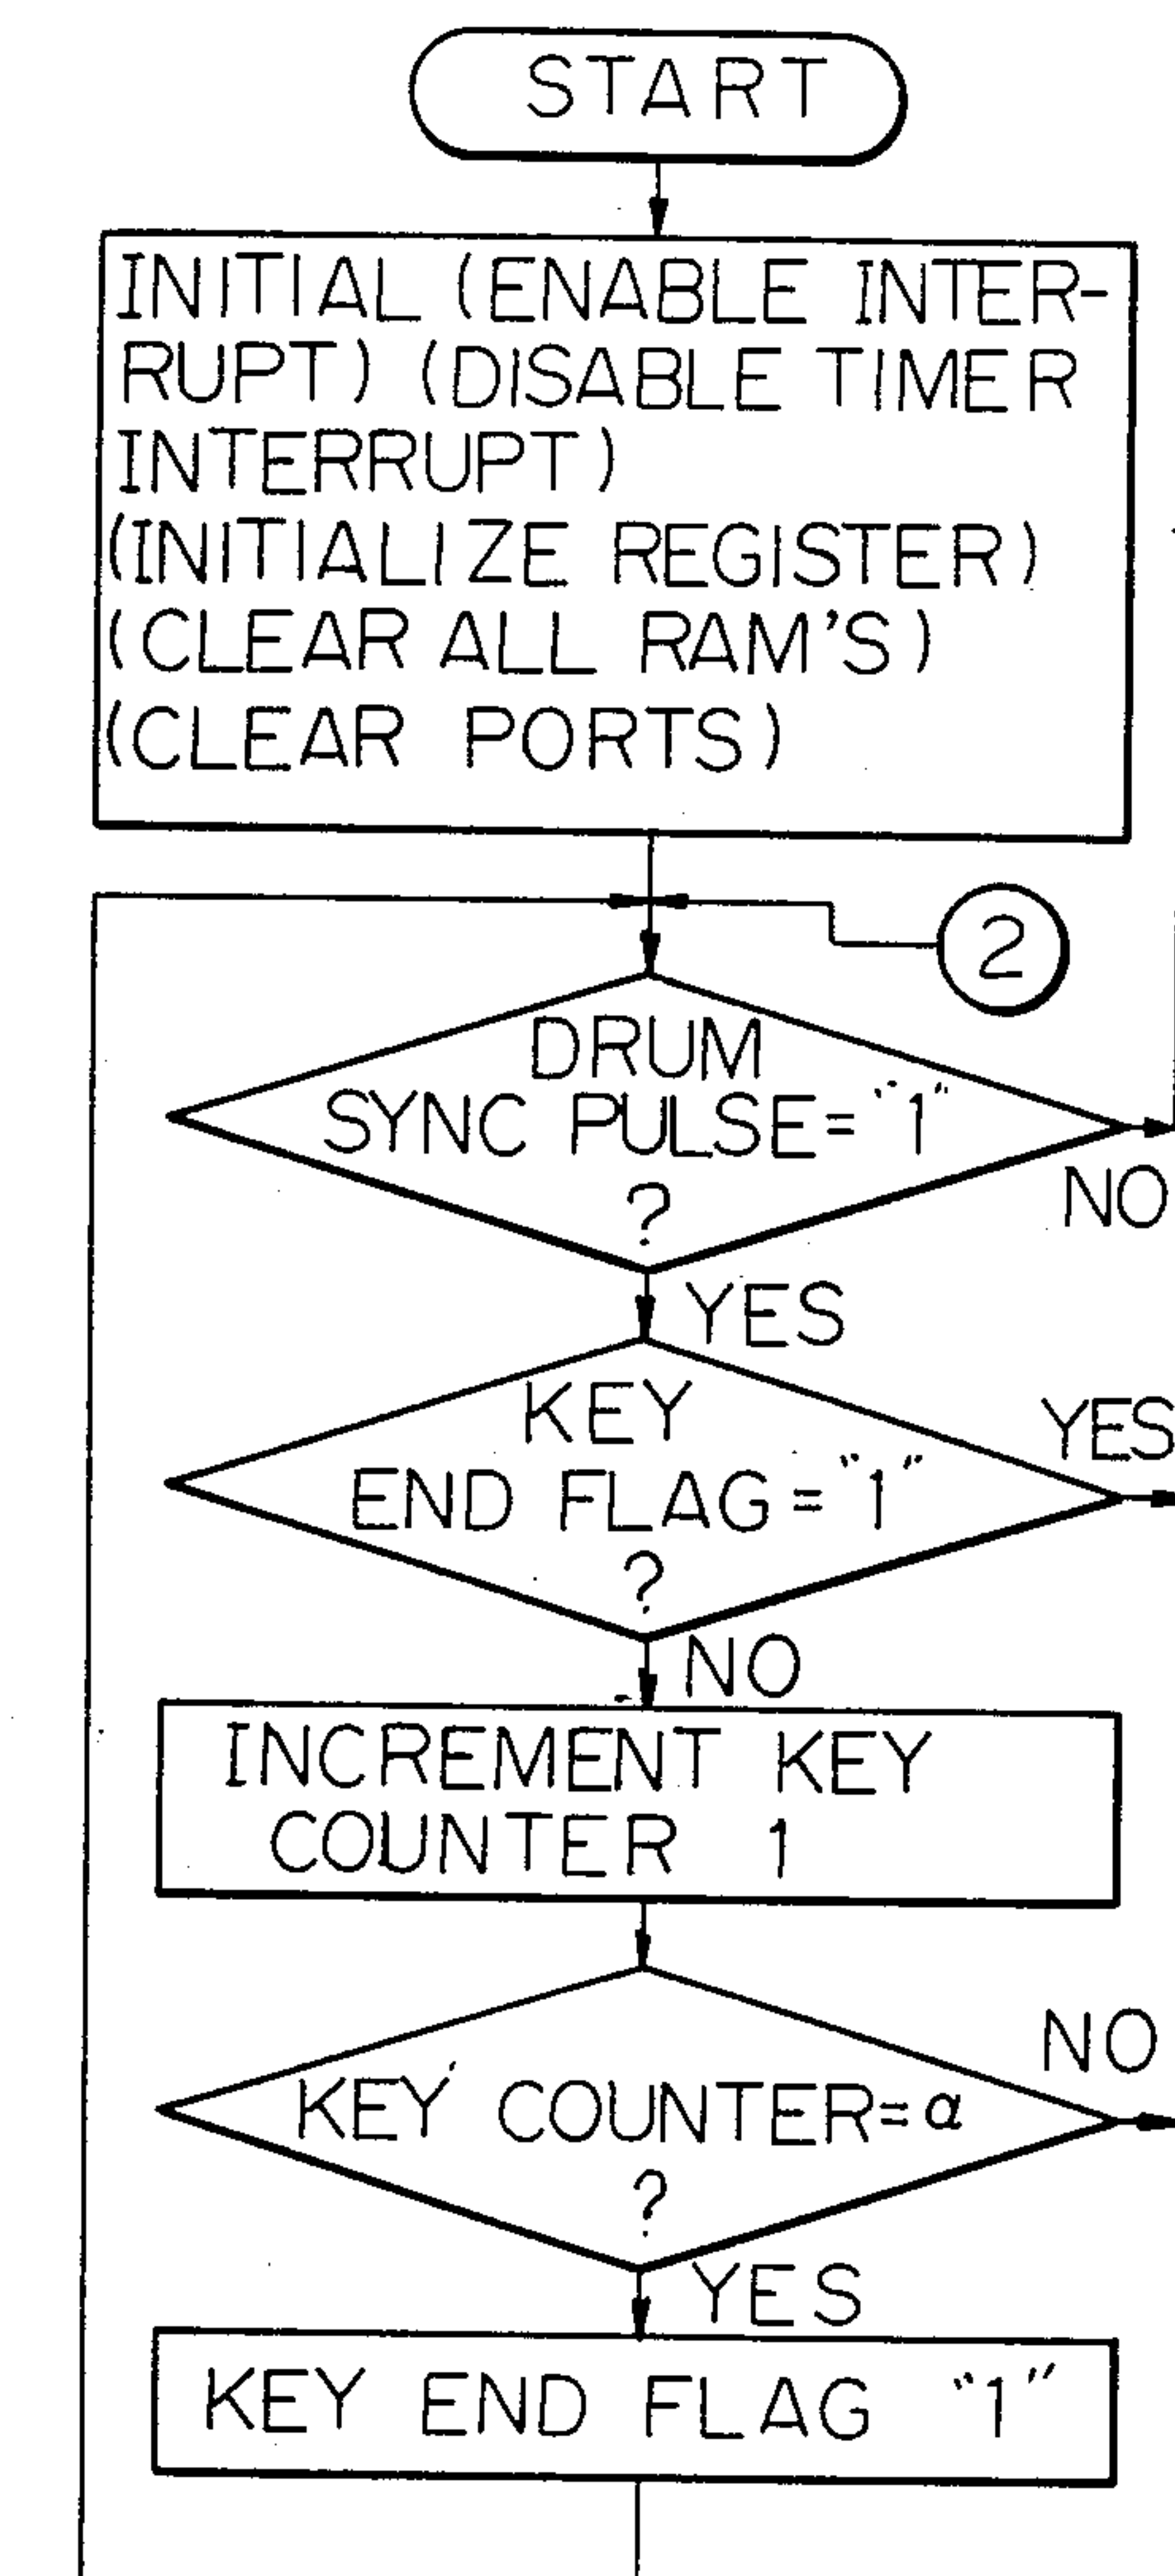 START
INITIAL (ENABLE INTER-
RUPT) (DISABLE TIMER
INTERRUPT)
(INITIALIZE REGISTER)
(CLEAR ALL RAM'S)
(CLEAR PORTS)
2
DRUM
SYNC PULSE="1"
?
NO
YES
KEY
END FLAG="1"
?
YES
NO
INCREMENT KEY
COUNTER 1
KEY COUNTER=α
?
NO
YES
KEY END FLAG "1"